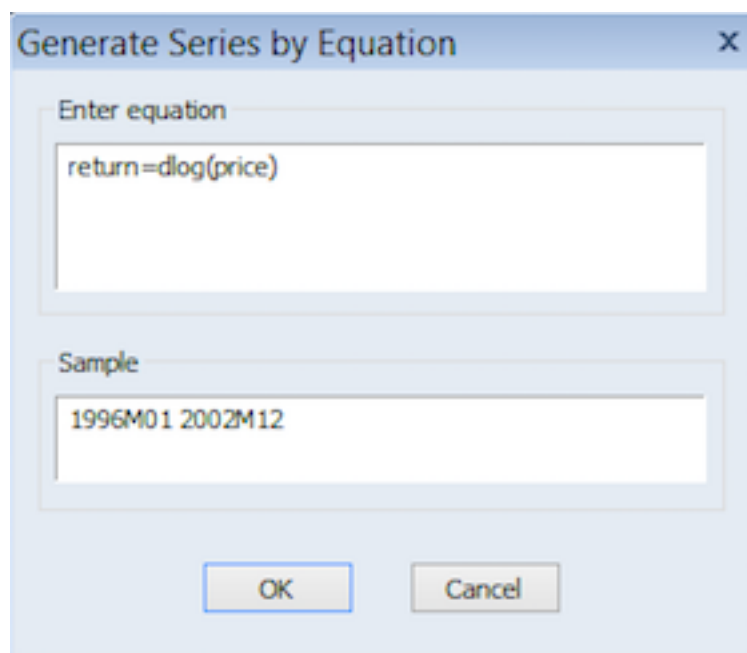 Generate Series by Equation x
Enter equation
return=dlog(price)
Sample
1996M01 2002M12
OK Cancel